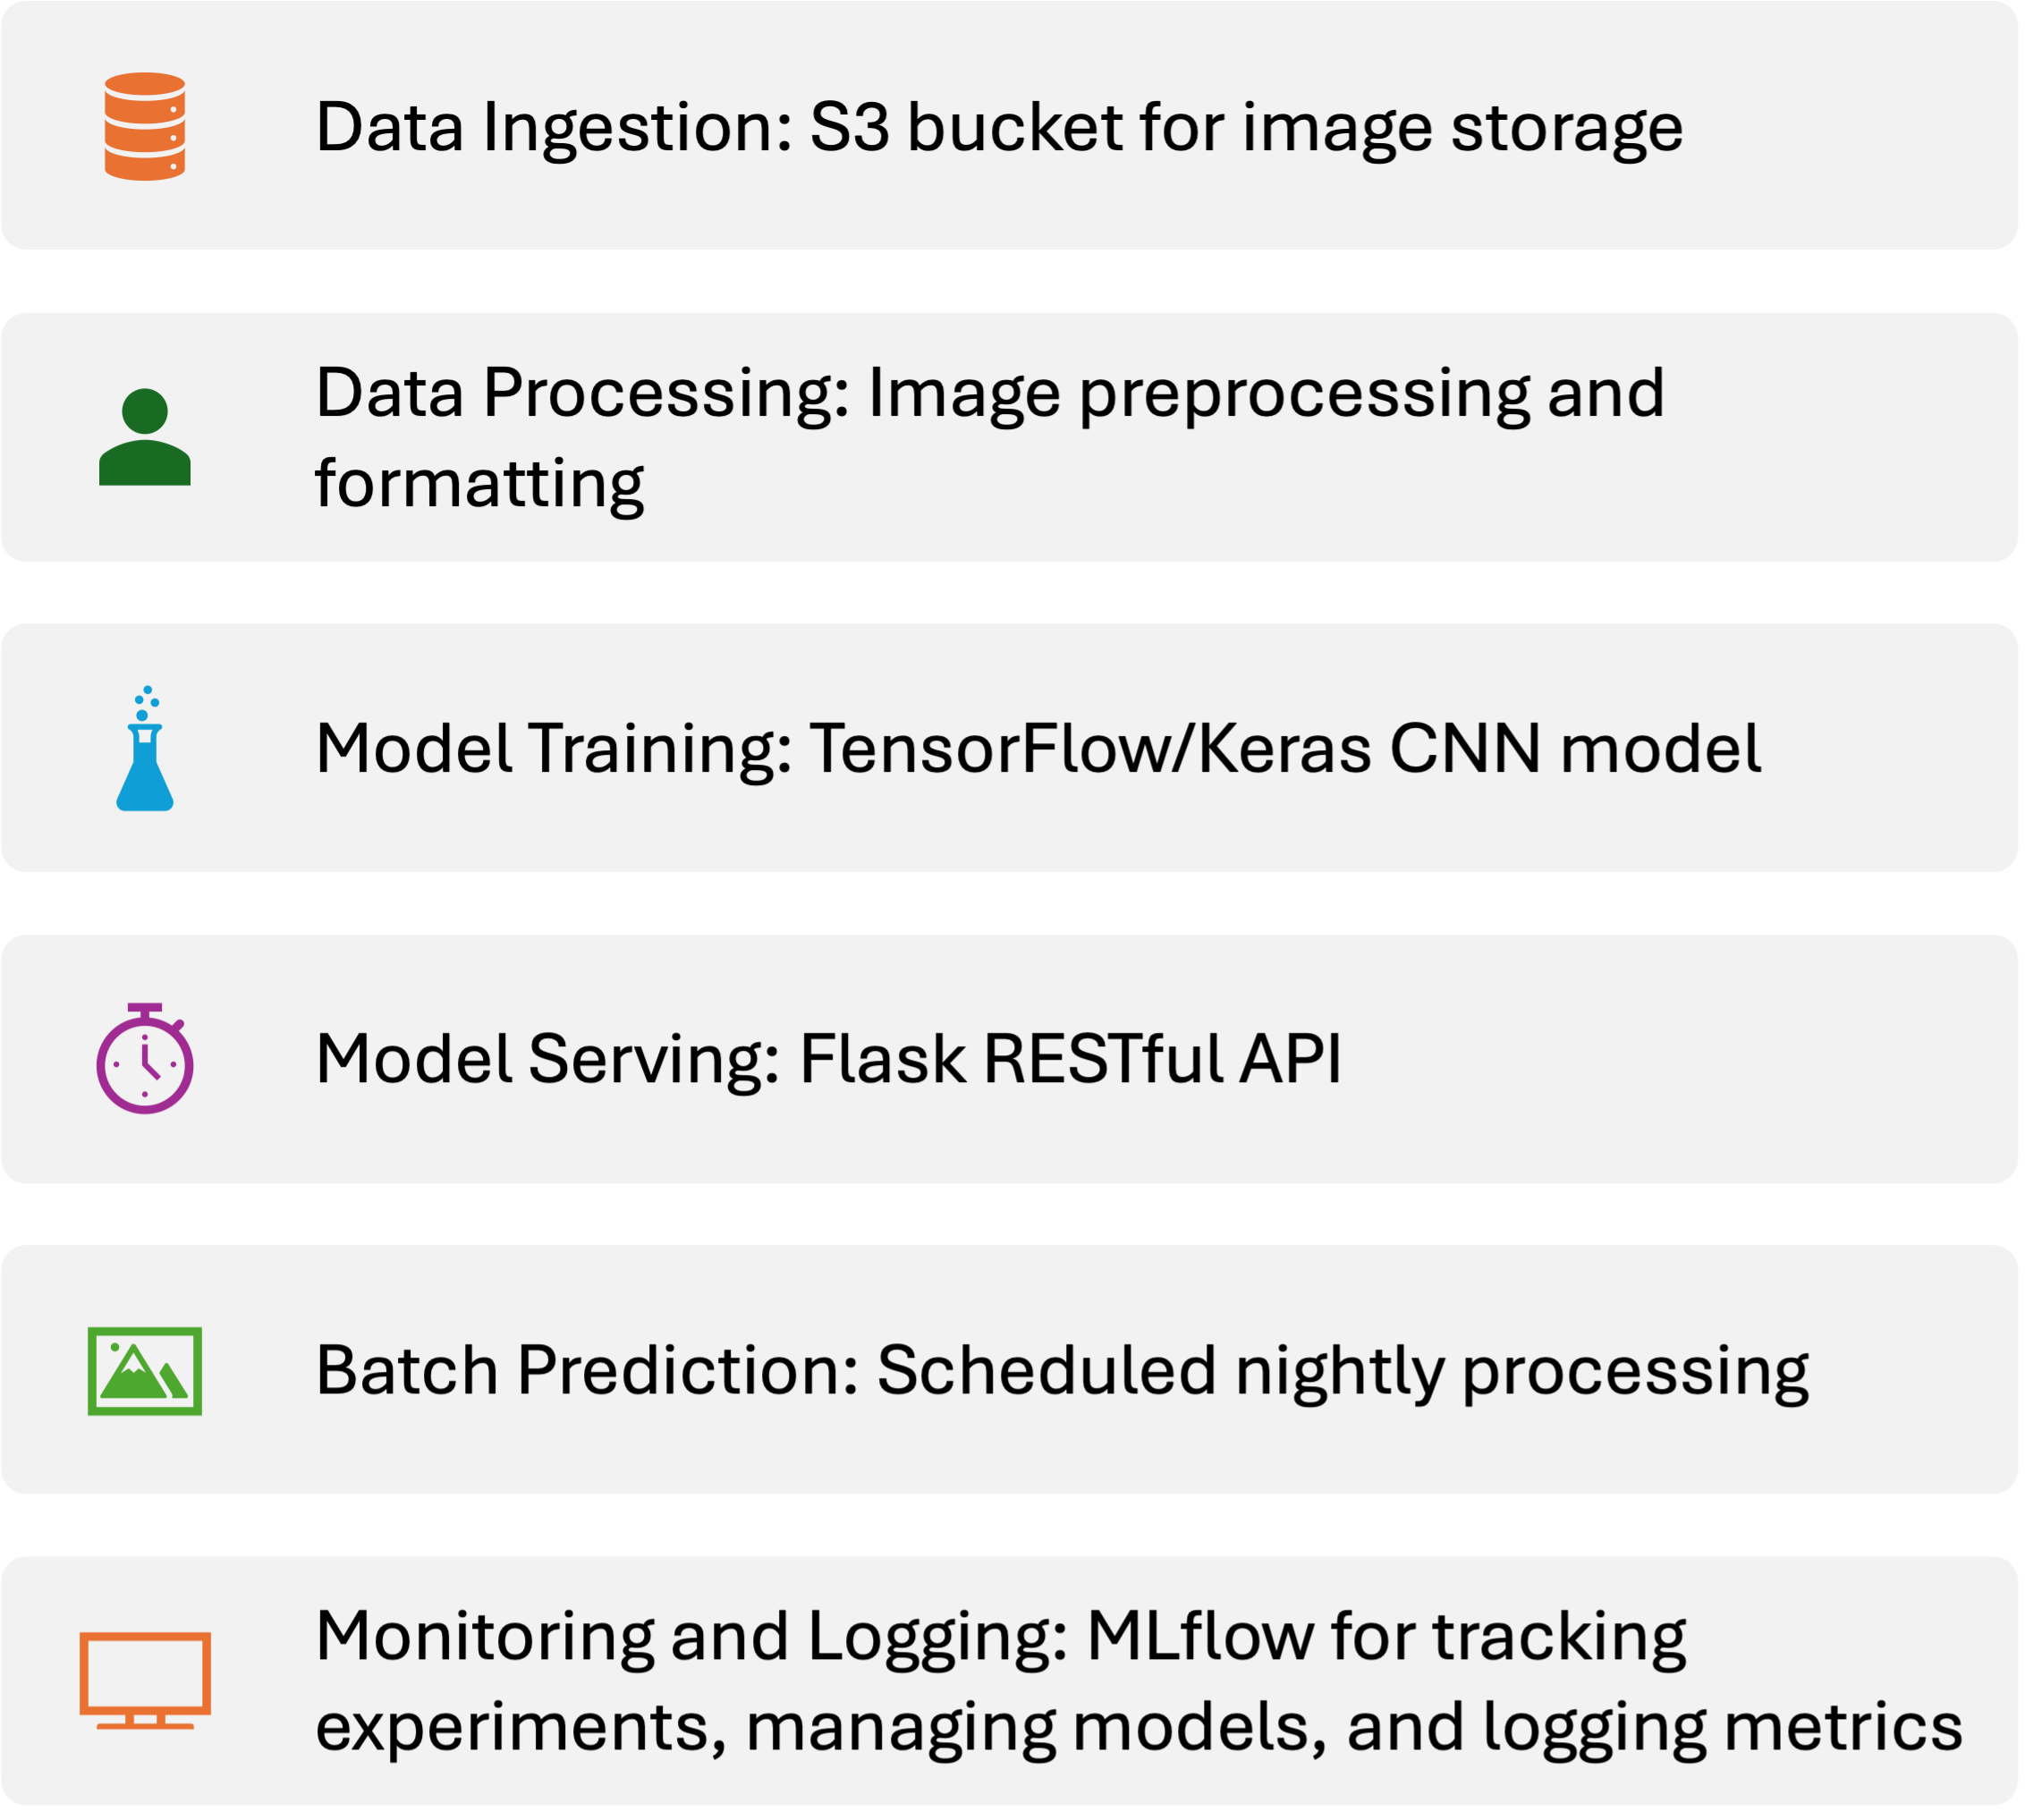 Data Ingestion: S3 bucket for image storage
Data Processing: Image preprocessing and
formatting
Model Training: TensorFlow/Keras CNN model
Model Serving: Flask RESTful API
Batch Prediction: Scheduled nightly processing
Monitoring and Logging: MLflow for tracking
experiments, managing models, and logging metrics